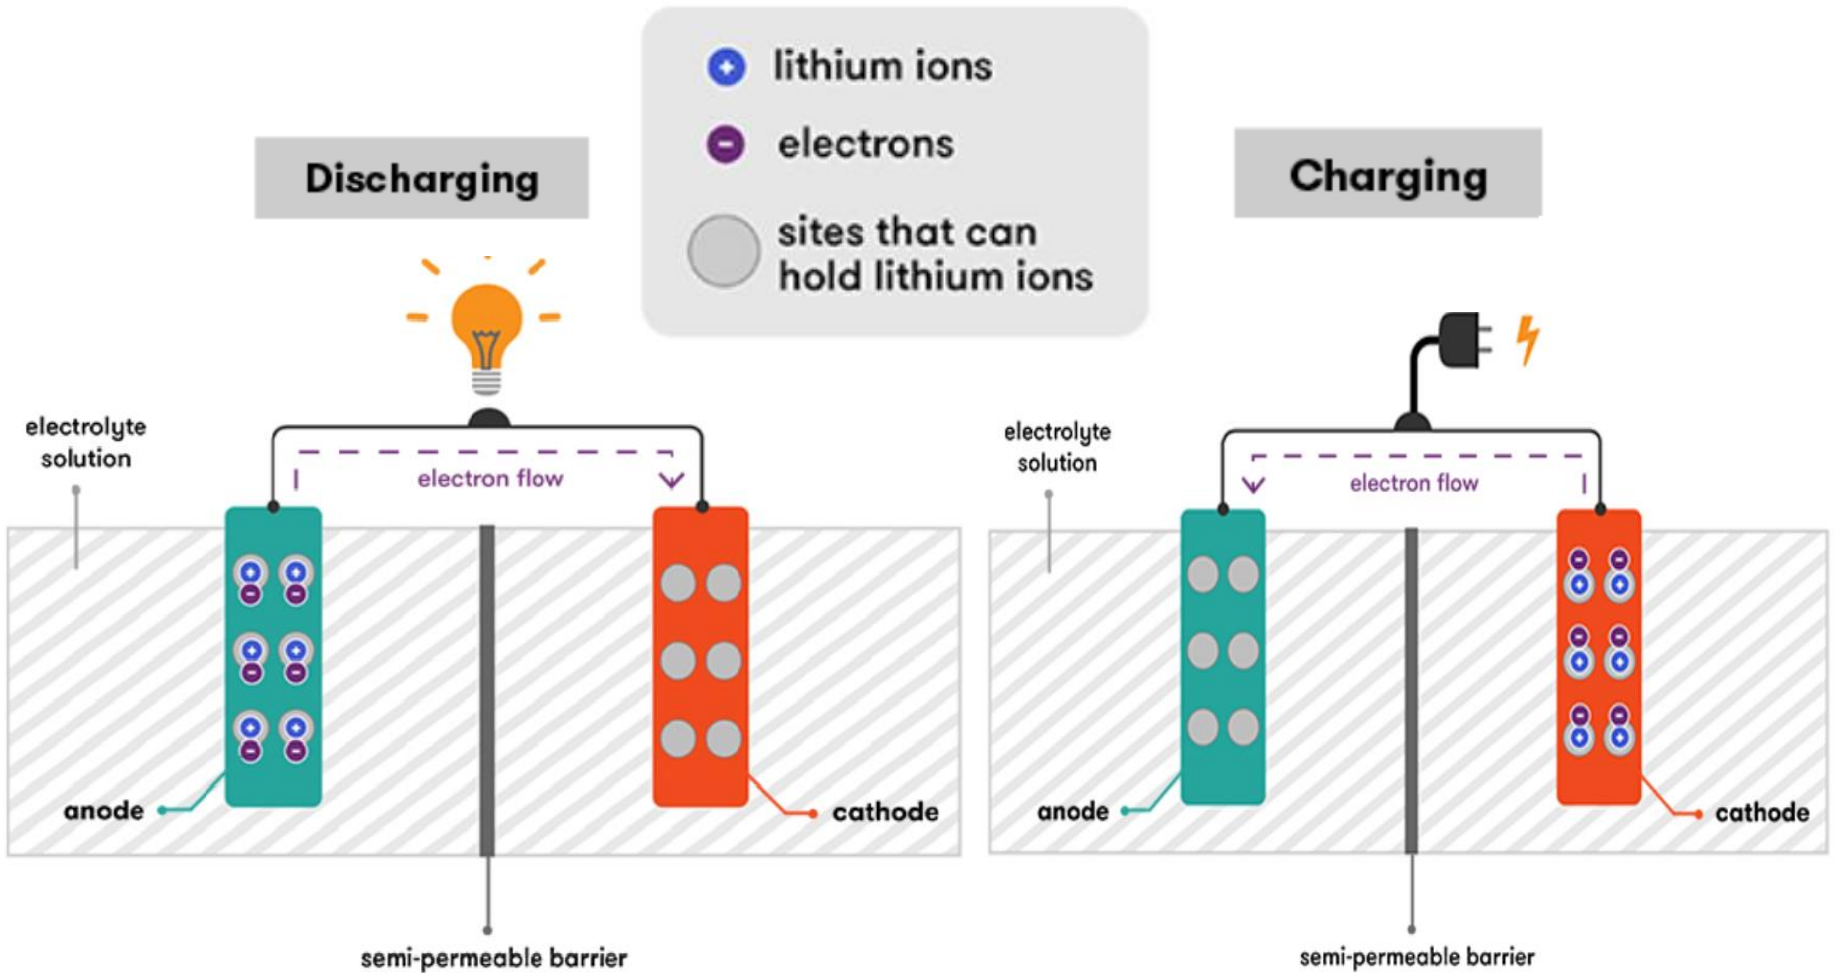 lithium ions
electrons
sites that can
hold lithium ions
Discharging
Charging
electrolyte
solution
electron flow
anode
cathode
semi-permeable barrier
electrolyte
solution
electron flow
anode
cathode
semi-permeable barrier